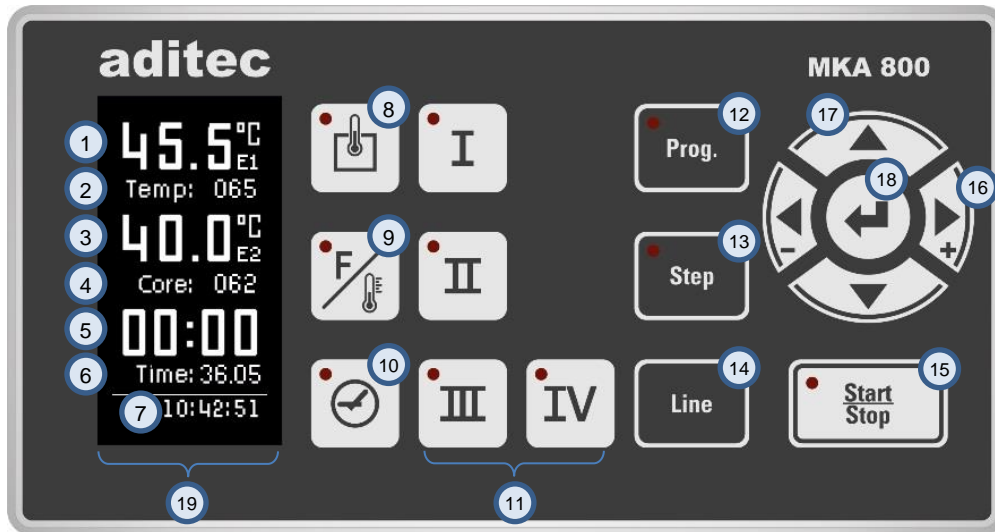 aditec
MKA 800
45.5°C
E1
Temp: 065
40.0°C
E2
Core: 062
00:00
Time: 36.05
10:42:51
1
2
3
4
5
6
7
8
I
9
F
II
10
III
IV
11
12
Prog.
13
Step
14
Line
15
Start
Stop
16
17
18
-
+
19